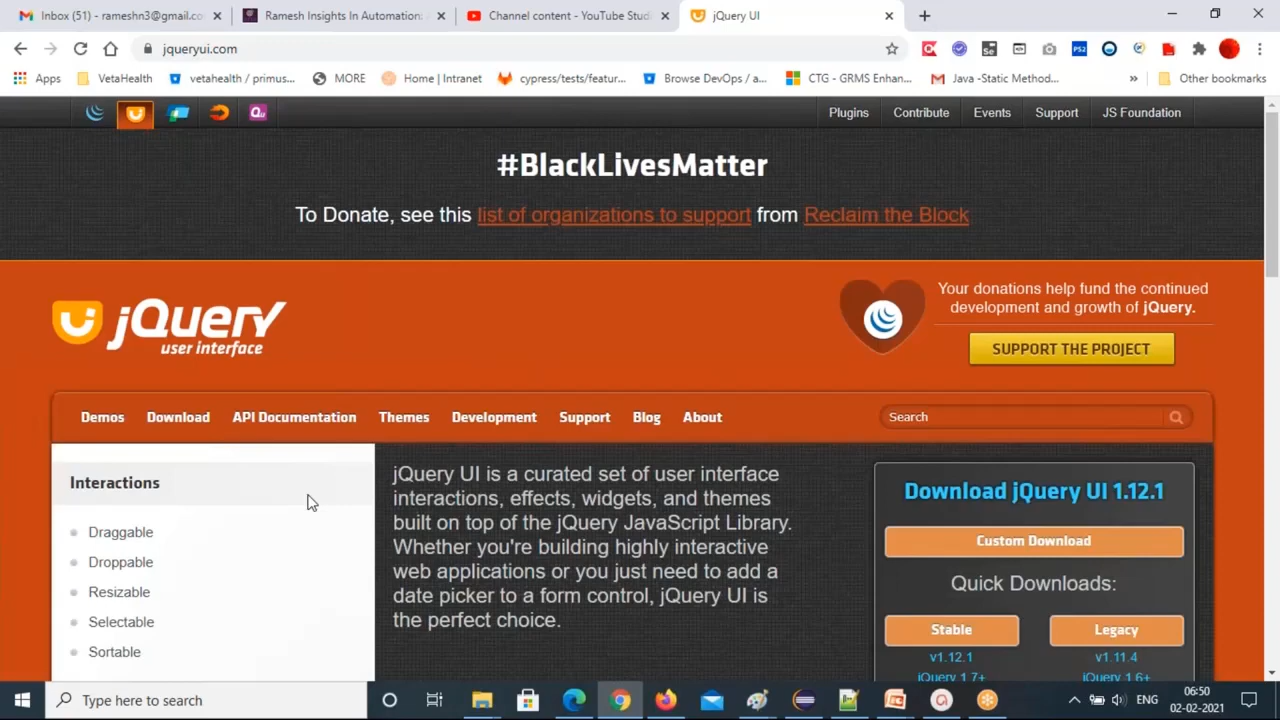 Inbox (51) - rameshn3@gmail.co
Ramesh Insights In Automation:
Channel content - YouTube Stud
jQuery UI
jqueryui.com
Apps
VetaHealth
vetahealth / primus...
MORE
Home | Intranet
cypress/tests/featur...
Browse DevOps / a...
CTG - GRMS Enhan...
Java -Static Method...
»
Other bookmarks
Plugins
Contribute
Events
Support
JS Foundation
#BlackLivesMatter
To Donate, see this list of organizations to support from Reclaim the Block
jQuery
user interface
Your donations help fund the continued
development and growth of jQuery.
SUPPORT THE PROJECT
Demos
Download
API Documentation
Themes
Development
Support
Blog
About
Search
Interactions
Draggable
Droppable
Resizable
Selectable
Sortable
jQuery UI is a curated set of user interface
interactions, effects, widgets, and themes
built on top of the jQuery JavaScript Library.
Whether you're building highly interactive
web applications or you just need to add a
date picker to a form control, jQuery UI is
the perfect choice.
Download jQuery UI 1.12.1
Custom Download
Quick Downloads:
Stable
Legacy
v1.12.1
v1.11.4
jQuery 1.7+
jQuery 1.6+
Type here to search
ENG
06:50
02-02-2021